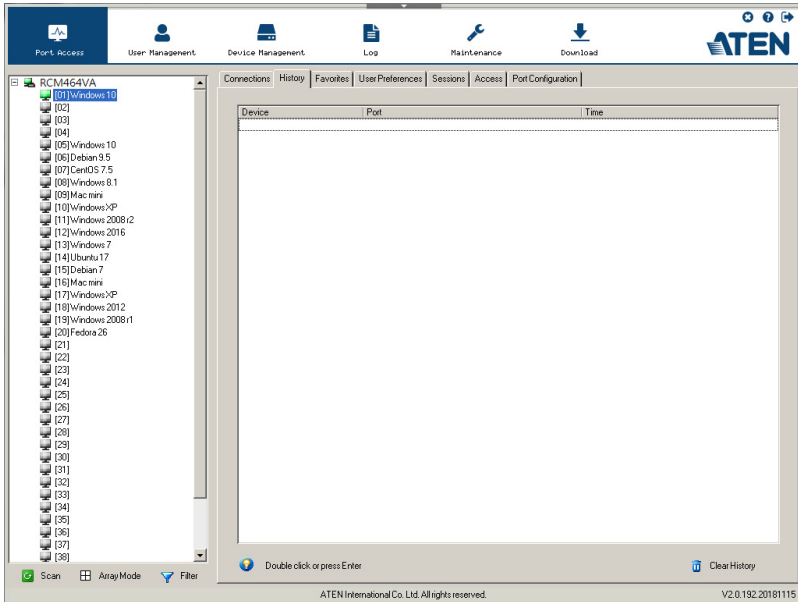 Port Access
User Management
Device Management
Log
Maintenance
Download
ATEN
RCM464VA
[01]Windows 10
[02]
[03]
[04]
[05]Windows 10
[06]Debian 9.5
[07]CentOS 7.5
[08]Windows 8.1
[09]Mac mini
[10]WindowsXP
[11]Windows 2008 r2
[12]Windows 2016
[13]Windows 7
[14]Ubuntu 17
[15]Debian 7
[16]Mac mini
[17]WindowsXP
[18]Windows 2012
[19]Windows 2008 r1
[20]Fedora 26
[21]
[22]
[23]
[24]
[25]
[26]
[27]
[28]
[29]
[30]
[31]
[32]
[33]
[34]
[35]
[36]
[37]
[38]
Scan
Array Mode
Filter
Connections
History
Favorites
User Preferences
Sessions
Access
Port Configuration
Device
Port
Time
Double click or press Enter
Clear History
ATEN International Co. Ltd. All rights reserved.
V2.0.192.20181115